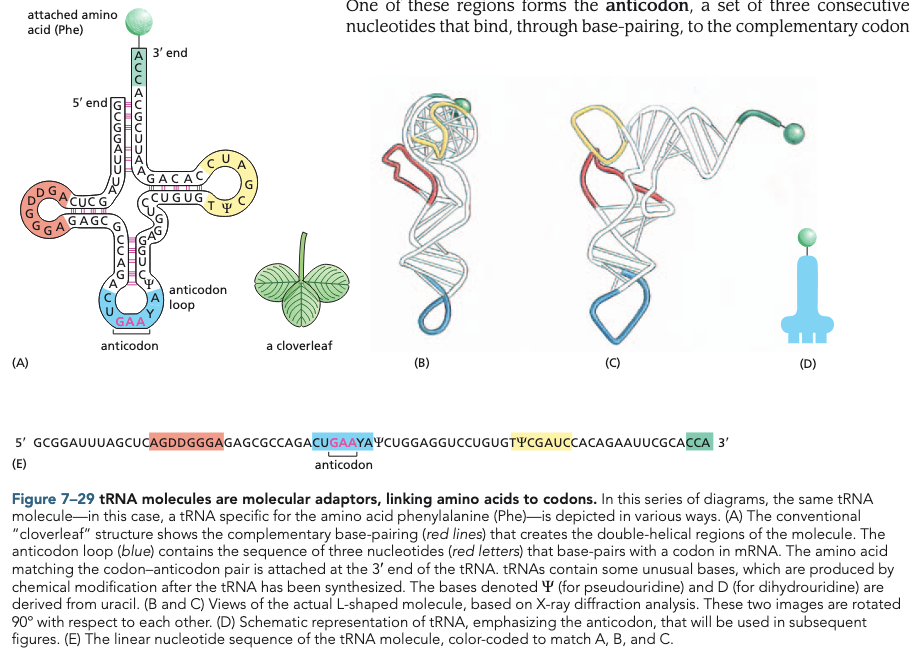 One of these regions forms the anticodon, a set of three consecutive
nucleotides that bind, through base-pairing, to the complementary codon
attached amino
acid (Phe)
3′ end
A
C
C
A
5′ end
G
C
G
G
A
U
U
U
A
C
G
C
U
U
A
A
G A C A C
C U A
G
C
T Ψ
C U G U G
D D G A
C U C G
D
G
G G A
G A G C G
C
U
G
G
A
G
G
U
C
Ψ
G
C
C
A
G
A
C
U
G A A
Y
A
anticodon
loop
anticodon
a cloverleaf
(A)
(B)
(C)
(D)
5′ GCGGAUUUAGCUCAGDDGGGAGAGCGCCAGACUGAAYAΨCUGGAGGUCCUGUGTΨCGAUCCACAGAAUUCGCACCA 3′
anticodon
(E)
Figure 7–29 tRNA molecules are molecular adaptors, linking amino acids to codons. In this series of diagrams, the same tRNA
molecule—in this case, a tRNA specific for the amino acid phenylalanine (Phe)—is depicted in various ways. (A) The conventional
“cloverleaf” structure shows the complementary base-pairing (red lines) that creates the double-helical regions of the molecule. The
anticodon loop (blue) contains the sequence of three nucleotides (red letters) that base-pairs with a codon in mRNA. The amino acid
matching the codon–anticodon pair is attached at the 3′ end of the tRNA. tRNAs contain some unusual bases, which are produced by
chemical modification after the tRNA has been synthesized. The bases denoted Ψ (for pseudouridine) and D (for dihydrouridine) are
derived from uracil. (B and C) Views of the actual L-shaped molecule, based on X-ray diffraction analysis. These two images are rotated
90° with respect to each other. (D) Schematic representation of tRNA, emphasizing the anticodon, that will be used in subsequent
figures. (E) The linear nucleotide sequence of the tRNA molecule, color-coded to match A, B, and C.